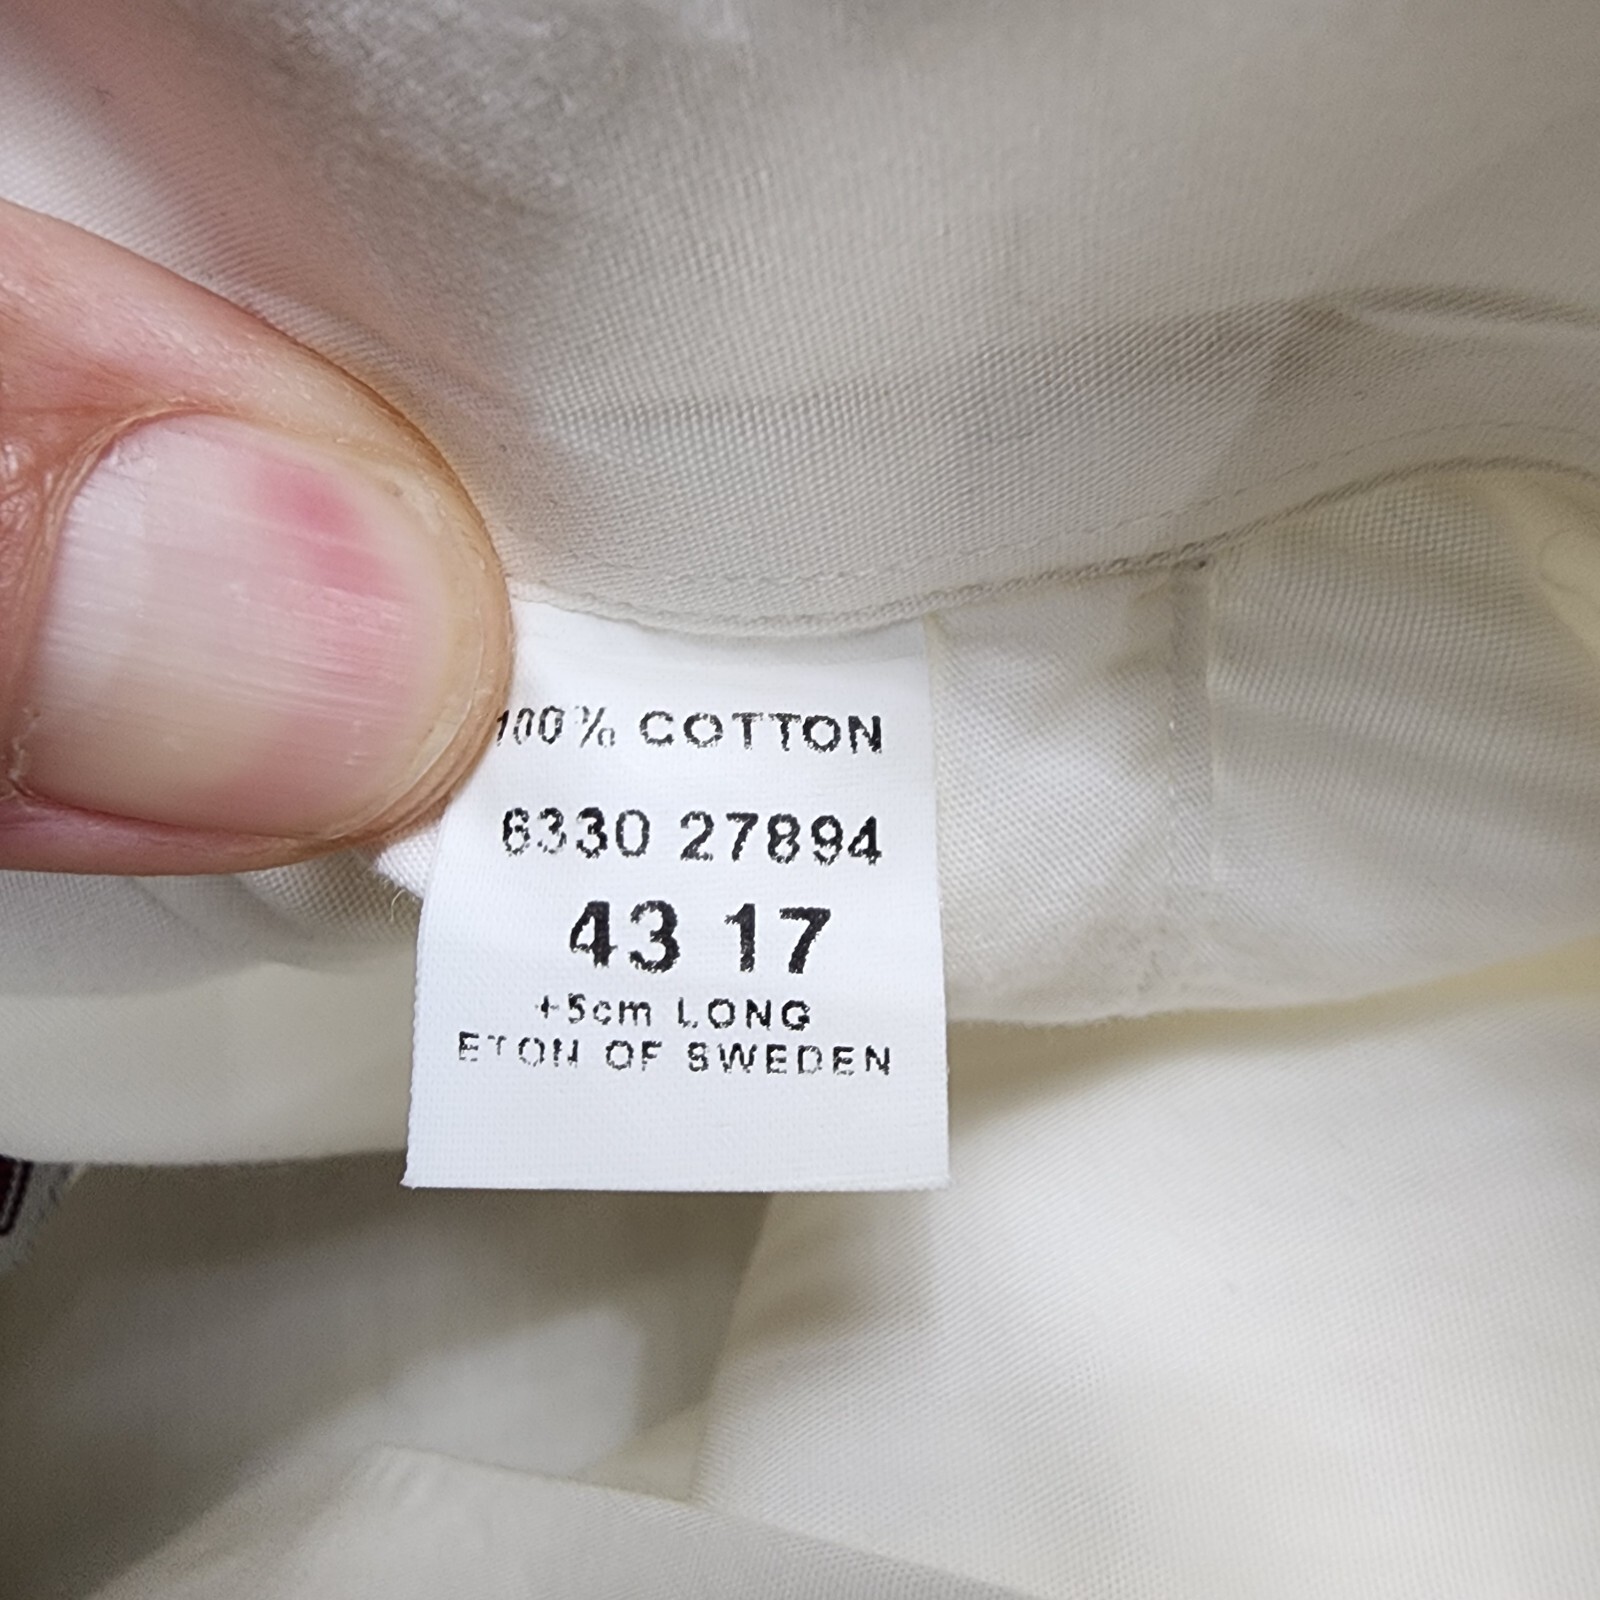 100% COTTON
6330 27894
43 17
+5cm LONG
ETON OF SWEDEN